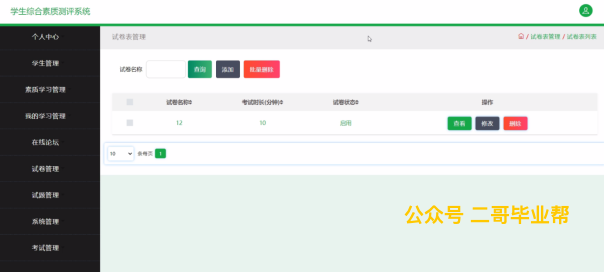 学生综合素质测评系统
个人中心
学生管理
素质学习管理
我的学习管理
在线论坛
试卷管理
试题管理
系统管理
考试管理
试卷表管理
/ 试卷表管理 / 试卷表列表
试卷名称 查询 添加 批量删除
试卷名称 考试时长(分钟) 试卷状态 操作
12 10 启用 查看 修改 删除
10 条每页 1
公众号 二哥毕业帮